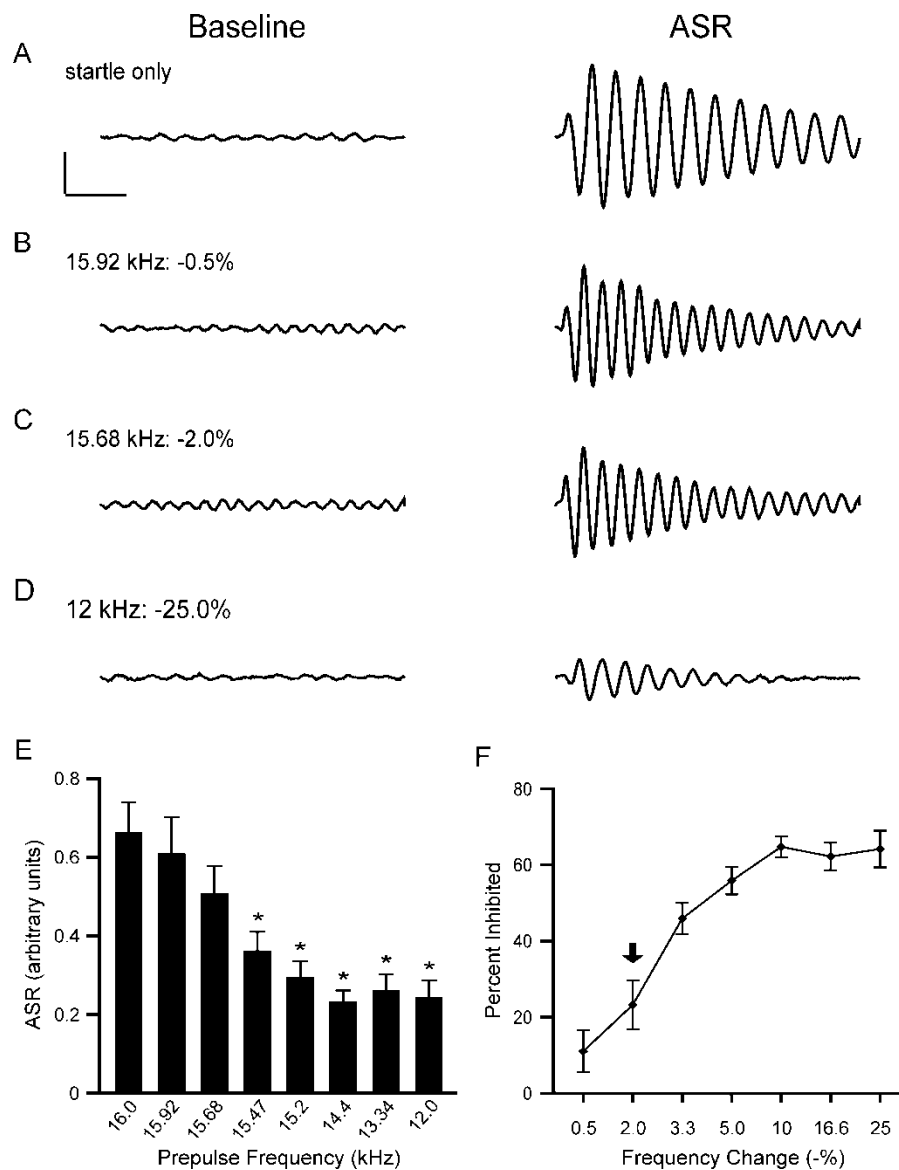 Baseline ASR
A
startle only
B
15.92 kHz: -0.5%
C
15.68 kHz: -2.0%
D
12 kHz: -25.0%
E
0.8
0.6
0.4
0.2
0
ASR (arbitrary units)
* * * * *
16.0 15.92 15.68 15.47 15.2 14.4 13.34 12.0
Prepulse Frequency (kHz)
F
80
60
40
20
0
Percent Inhibited
0.5 2.0 3.3 5.0 10 16.6 25
Frequency Change (-%)